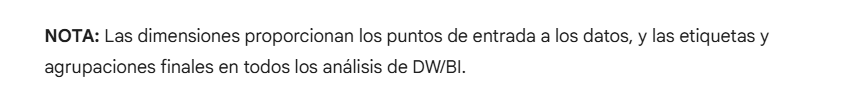 NOTA: Las dimensiones proporcionan los puntos de entrada a los datos, y las etiquetas y
agrupaciones finales en todos los análisis de DW/BI.